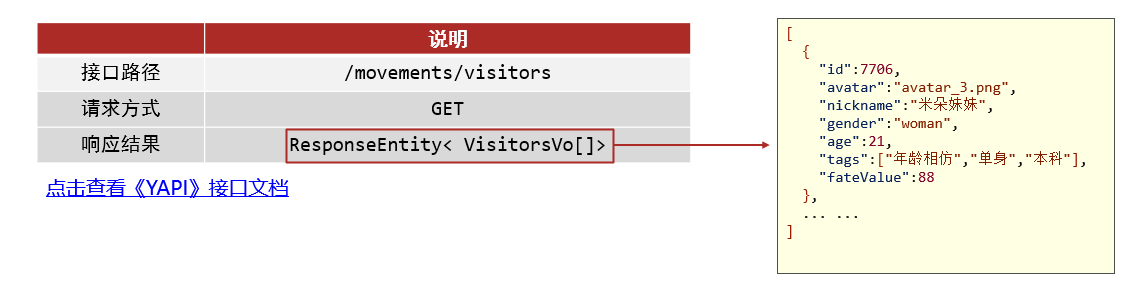 说明
接口路径 /movements/visitors
请求方式 GET
响应结果 ResponseEntity< VisitorsVo[]>
点击查看《YAPI》接口文档
[
{
"id":7706,
"avatar":"avatar_3.png",
"nickname":"米朵妹妹",
"gender":"woman",
"age":21,
"tags":["年龄相仿","单身","本科"],
"fateValue":88
},
... ...
]